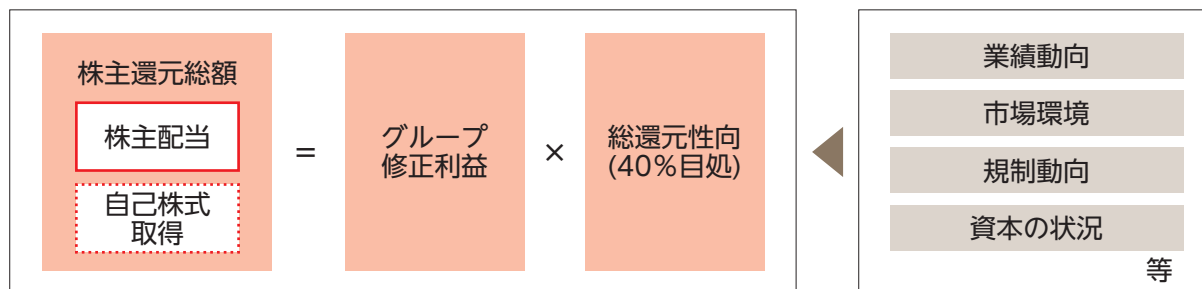 株主還元総額
株主配当
自己株式
取得
=
グループ
修正利益
×
総還元性向
(40%目処)
業績動向
市場環境
規制動向
資本の状況
等